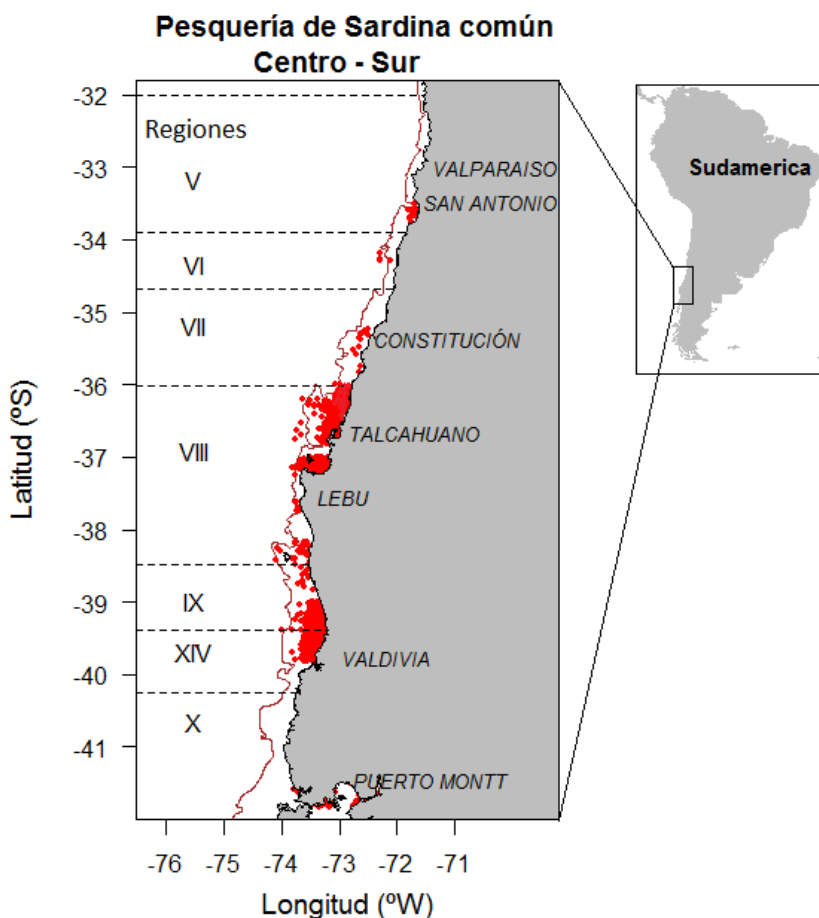 Pesquería de Sardina común
Centro - Sur
-32
Regiones
-33
V
VALPARAISO
SAN ANTONIO
-34
VI
-35
VII
CONSTITUCIÓN
-36
TALCAHUANO
VIII
-37
LEBU
-38
-39
IX
XIV
VALDIVIA
-40
X
-41
PUERTO MONTT
Latitud (ºS)
-76 -75 -74 -73 -72 -71
Longitud (ºW)
Sudamerica